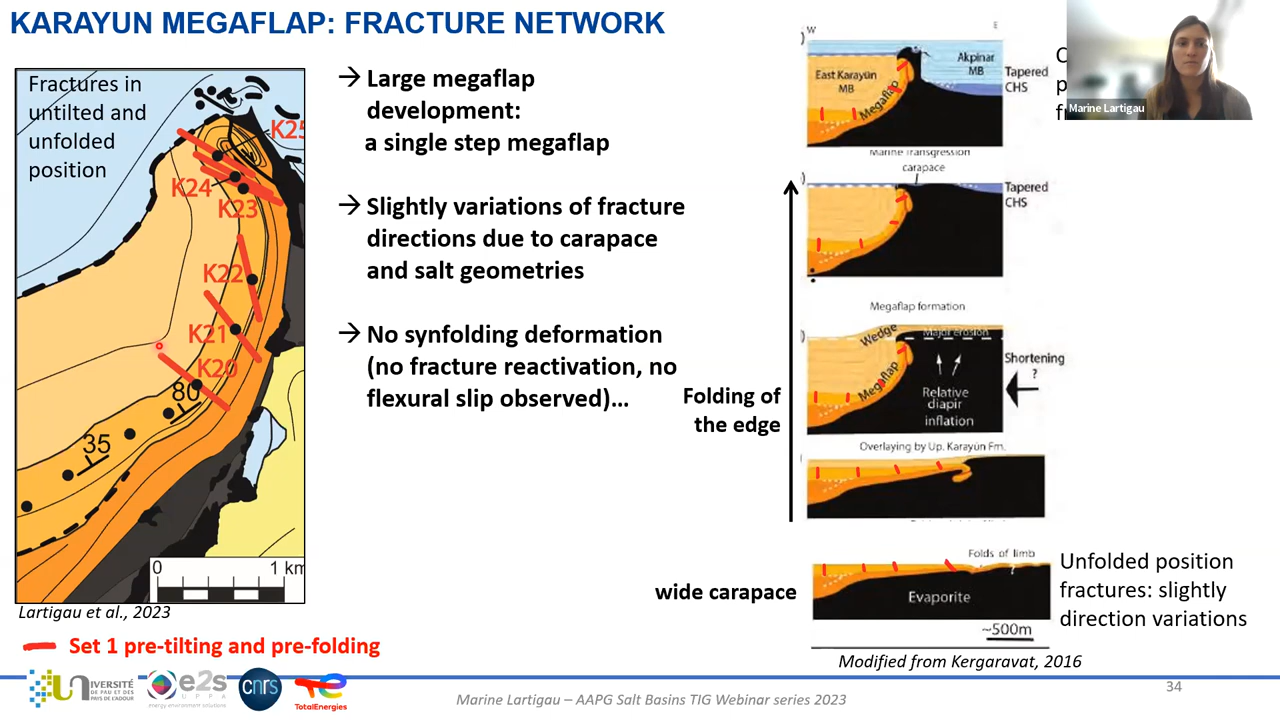 KARAYUN MEGAFLAP: FRACTURE NETWORK
Fractures in
untilted and
unfolded
position
K25
K24
K23
K22
K21
K20
80
35
0 1 km
Lartigau et al., 2023
Set 1 pre-tilting and pre-folding
→ Large megaflap
development:
a single step megaflap
→ Slightly variations of fracture
directions due to carapace
and salt geometries
→ No synfolding deformation
(no fracture reactivation, no
flexural slip observed)…
Folding of
the edge
wide carapace
W E
East Karayün
MB
Megaflap
Akpinar
MB
Tapered
CHS
Marine Transgression
carapace
Tapered
CHS
Megaflap formation
Wedge
Major erosion
Megaflap
Relative
diapir
inflation
Shortening
?
Overlaying by Up. Karayün Fm.
Folds of limb
?
Evaporite
~500m
Unfolded position
fractures: slightly
direction variations
Modified from Kergaravat, 2016
Marine Lartigau
UNIVERSITÉ
DE PAU ET DES
PAYS DE L'ADOUR
e2s
UPPA
energy environment solutions
cnrs
TotalEnergies
Marine Lartigau – AAPG Salt Basins TIG Webinar series 2023
34